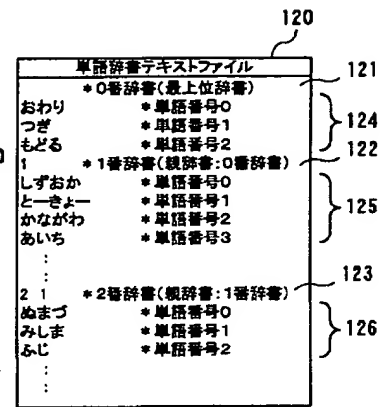 120
単語辞書テキストファイル
*0番辞書(最上位辞書) 121
おわり *単語番号0
つぎ *単語番号1 124
もどる *単語番号2
1 *1番辞書(親辞書:0番辞書) 122
しずおか *単語番号0
とーきょー *単語番号1
かながわ *単語番号2 125
あいち *単語番号3
:
:
2 1 *2番辞書(親辞書:1番辞書) 123
ぬまづ *単語番号0
みしま *単語番号1 126
ふじ *単語番号2
:
: